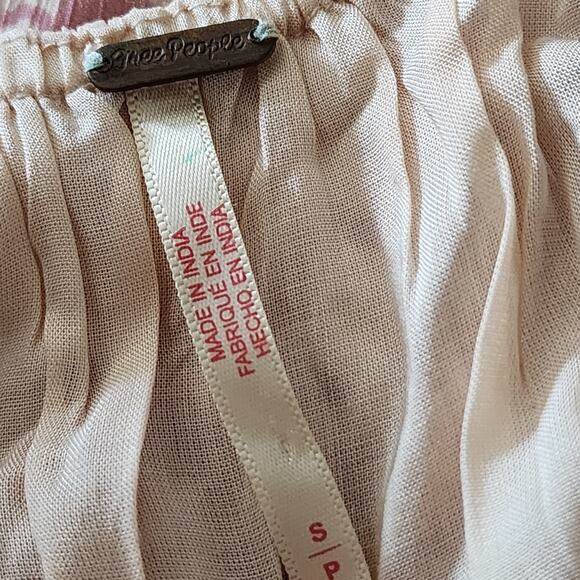 Free People
MADE IN INDIA
FABRIQUÉ EN INDE
HECHO EN INDIA
S/P